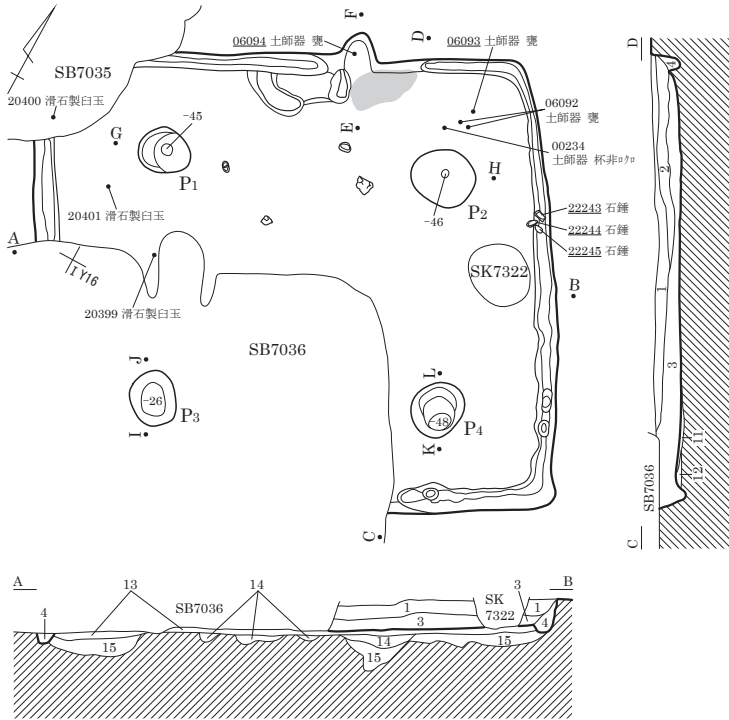 F
D
06094 土師器 甕
06093 土師器 甕
D
SB7035
4
20400 滑石製臼玉
06092
土師器 甕
-45
G
E
00234
土師器 杯非ﾛｸﾛ
H
P1
2
P2
20401 滑石製臼玉
-46
22243 石錘
22244 石錘
22245 石錘
A
IY16
SK7322
1
B
20399 滑石製臼玉
SB7036
J
L
3
-26
P3
-48
P4
I
K
11
12
SB7036
C
C
A
13
14
3
B
SB7036
SK
7322
4
1
1
3
4
14
15
15
15